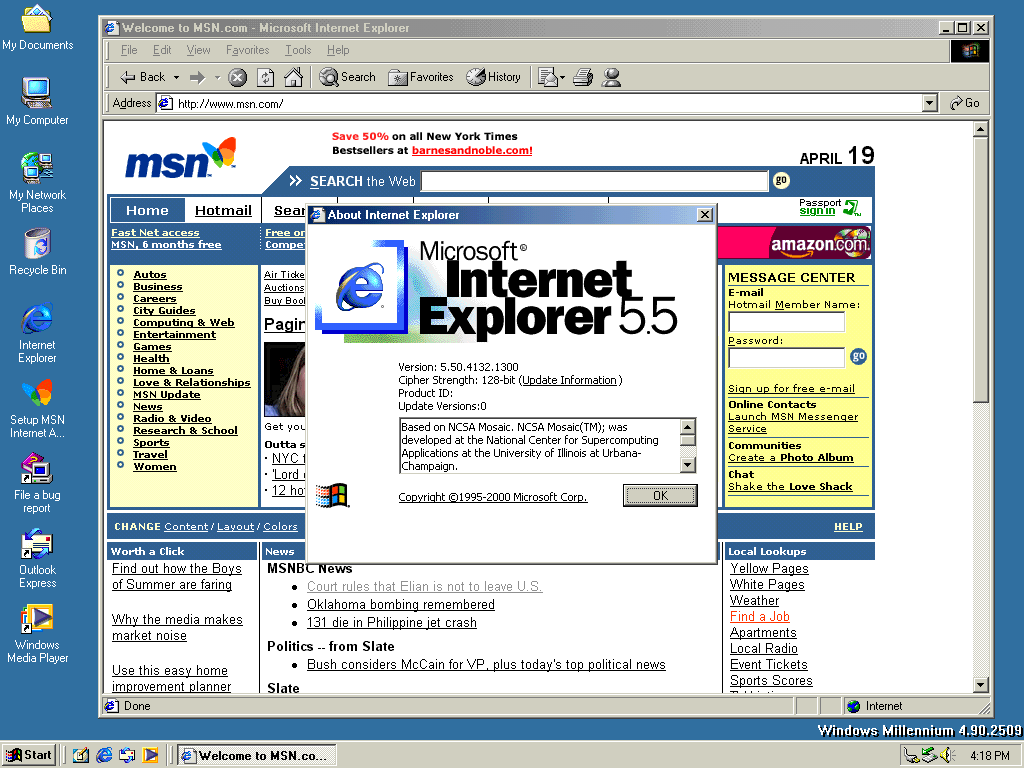 My Documents
My Computer
My Network
Places
Recycle Bin
Internet
Explorer
Setup MSN
Internet A...
File a bug
report
Outlook
Express
Windows
Media Player
Welcome to MSN.com - Microsoft Internet Explorer
File Edit View Favorites Tools Help
Back Search Favorites History
Address http://www.msn.com/ Go
msn
Save 50% on all New York Times
Bestsellers at barnesandnoble.com!
APRIL 19
SEARCH the Web go
Home Hotmail
Passport
sign in
Fast Net access
MSN, 6 months free
Free
amazon.com.
Autos
Business
Careers
City Guides
Computing & Web
Entertainment
Games
Health
Home & Loans
Love & Relationships
MSN Update
News
Radio & Video
Research & School
Sports
Travel
Women
Auctions
Get you
'Lord
12
About Internet Explorer
Microsoft®
Internet
Explorer 5.5
Version: 5.50.4132.1300
Cipher Strength: 128-bit (Update Information )
Product ID:
Update Versions:0
Based on NCSA Mosaic. NCSA Mosaic(TM); was
developed at the National Center for Supercomputing
Applications at the University of Illinois at Urbana-
Champaign.
Copyright ©1995-2000 Microsoft Corp.
OK
MESSAGE CENTER
E-mail
Hotmail Member Name:
Password:
go
Sign up for free e-mail
Online Contacts
Launch MSN Messenger
Service
Communities
Create a Photo Album
Chat
Shake the Love Shack
CHANGE Content / Layout / Colors
HELP
Worth a Click
Find out how the Boys
of Summer are faring
Why the media makes
market noise
Use this easy home
improvement planner
News
MSNBC News
Court rules that Elian is not to leave U.S.
Oklahoma bombing remembered
131 die in Philippine jet crash
Politics -- from Slate
Bush considers McCain for VP, plus today's top political news
Slate
Local Lookups
Yellow Pages
White Pages
Weather
Find a Job
Apartments
Local Radio
Event Tickets
Sports Scores
Done
Internet
Windows Millennium 4.90.2509
Start
Welcome to MSN.co...
4:18 PM